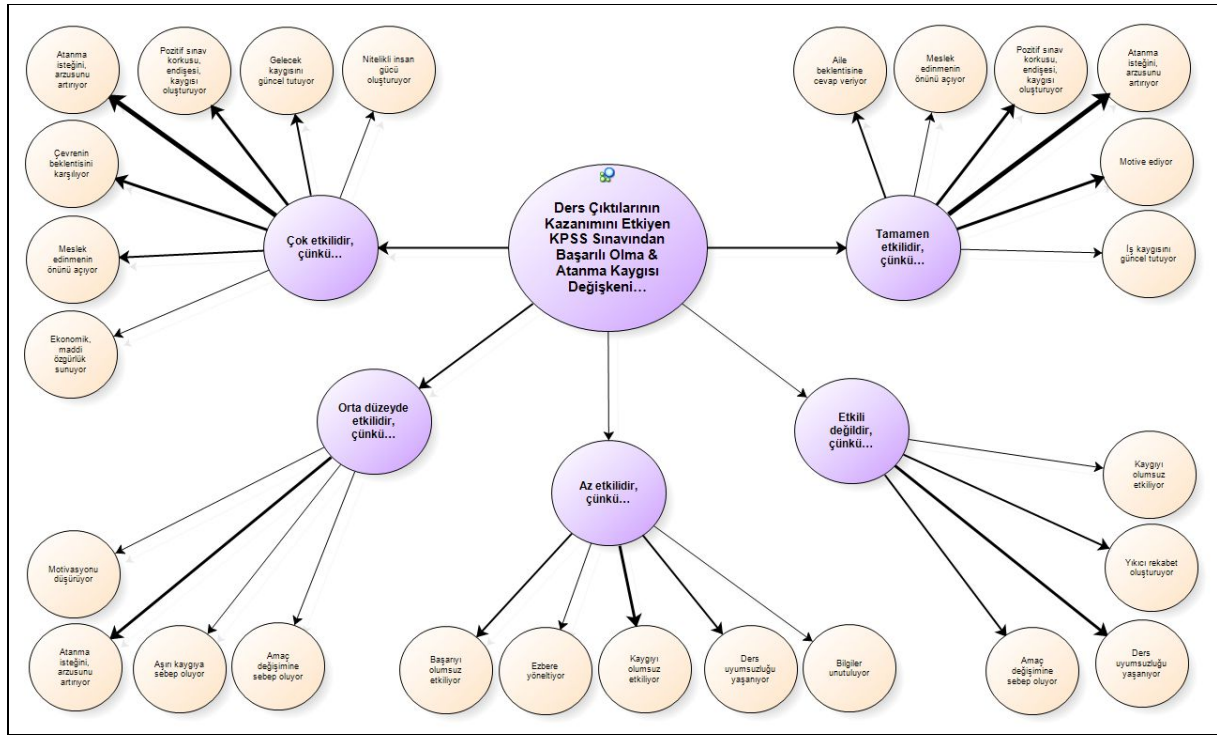 Atanma
isteğini,
arzusunu
artırıyor
Pozitif sınav
korkusu,
endişesi,
kaygısı
oluşturuyor
Gelecek
kaygısını
güncel tutuyor
Nitelikli insan
gücü
oluşturuyor
Çevrenin
beklentisini
karşılıyor
Meslek
edinmenin
önünü açıyor
Ekonomik,
maddi
özgürlük
sunuyor
Çok etkilidir,
çünkü…
Ders Çıktılarının
Kazanımını Etkiyen
KPSS Sınavından
Başarılı Olma &
Atanma Kaygısı
Değişkeni…
Aile
beklentisine
cevap veriyor
Meslek
edinmenin
önünü açıyor
Pozitif sınav
korkusu,
endişesi,
kaygısı
oluşturuyor
Atanma
isteğini,
arzusunu
artırıyor
Motive ediyor
İş kaygısını
güncel tutuyor
Tamamen
etkilidir,
çünkü…
Orta düzeyde
etkilidir,
çünkü…
Motivasyonu
düşürüyor
Atanma
isteğini,
arzusunu
artırıyor
Aşırı kaygıya
sebep oluyor
Amaç
değişimine
sebep oluyor
Az etkilidir,
çünkü…
Başarıyı
olumsuz
etkiliyor
Ezbere
yöneltiyor
Kaygıyı
olumsuz
etkiliyor
Ders
uyumsuzluğu
yaşanıyor
Bilgiler
unutuluyor
Etkili
değildir,
çünkü…
Kaygıyı
olumsuz
etkiliyor
Yıkıcı rekabet
oluşturuyor
Ders
uyumsuzluğu
yaşanıyor
Amaç
değişimine
sebep oluyor